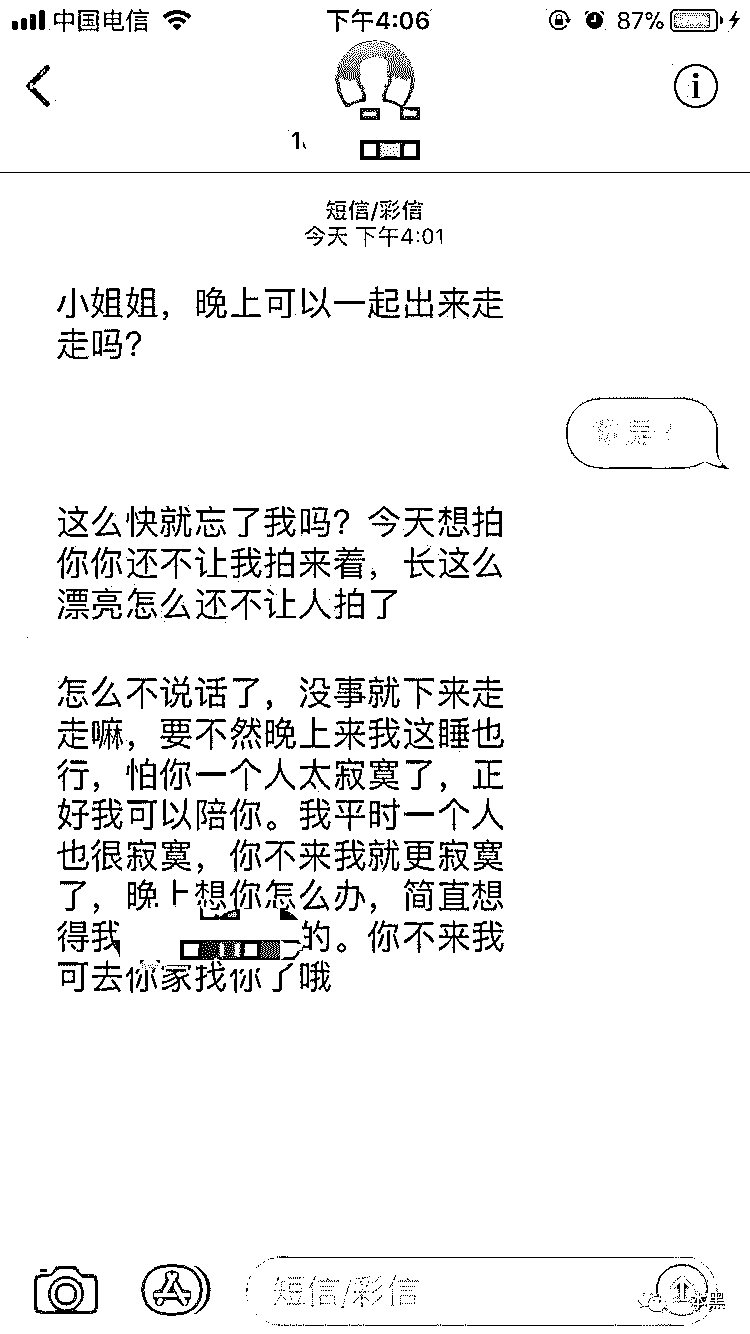 中国电信
下午4:06
87%
短信/彩信
今天 下午4:01
小姐姐，晚上可以一起出来走
走吗？
你是？
这么快就忘了我吗？今天想拍
你你还不让我拍来着，长这么
漂亮怎么还不让人拍了
怎么不说话了，没事就下来走
走嘛，要不然晚上来我这睡也
行，怕你一个人太寂寞了，正
好我可以陪你。我平时一个人
也很寂寞，你不来我就更寂寞
了，晚上想你怎么办，简直想
得我
的。你不来我
可去你家找你了哦
短信/彩信